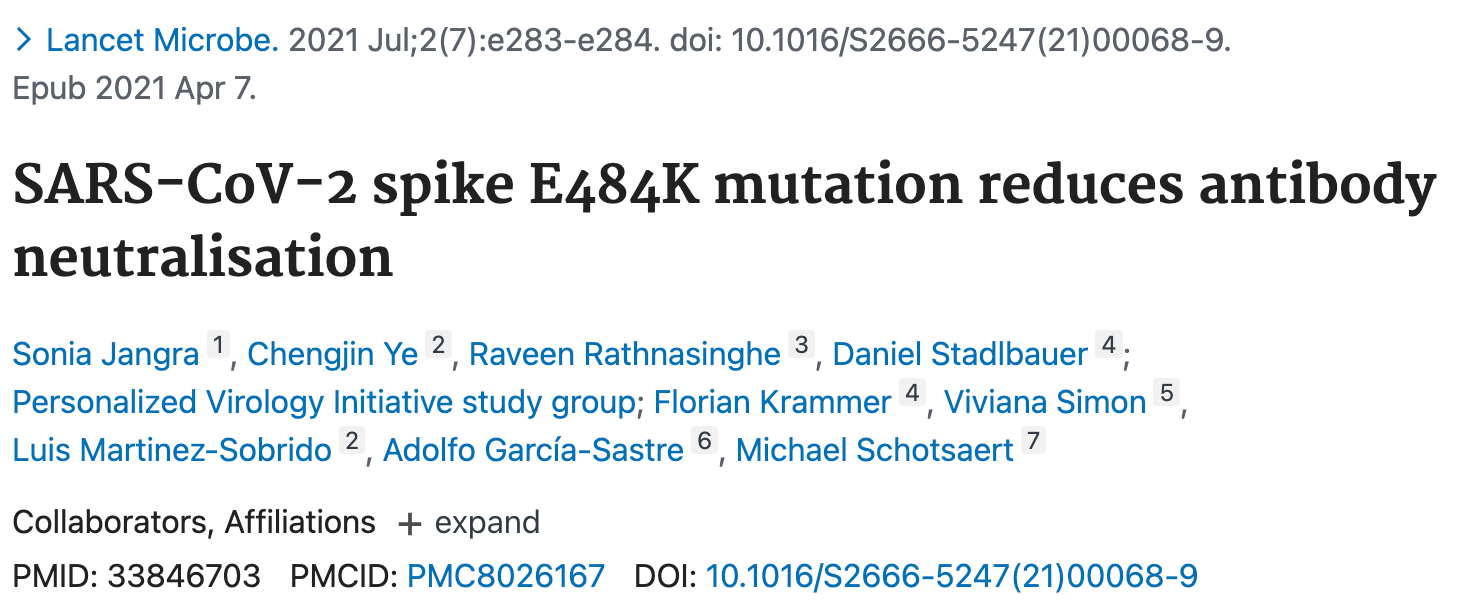 > Lancet Microbe. 2021 Jul;2(7):e283-e284. doi: 10.1016/S2666-5247(21)00068-9.
Epub 2021 Apr 7.
SARS-CoV-2 spike E484K mutation reduces antibody
neutralisation
Sonia Jangra 1, Chengjin Ye 2, Raveen Rathnasinghe 3, Daniel Stadlbauer 4;
Personalized Virology Initiative study group; Florian Krammer 4, Viviana Simon 5,
Luis Martinez-Sobrido 2, Adolfo García-Sastre 6, Michael Schotsaert 7
Collaborators, Affiliations + expand
PMID: 33846703 PMCID: PMC8026167 DOI: 10.1016/S2666-5247(21)00068-9